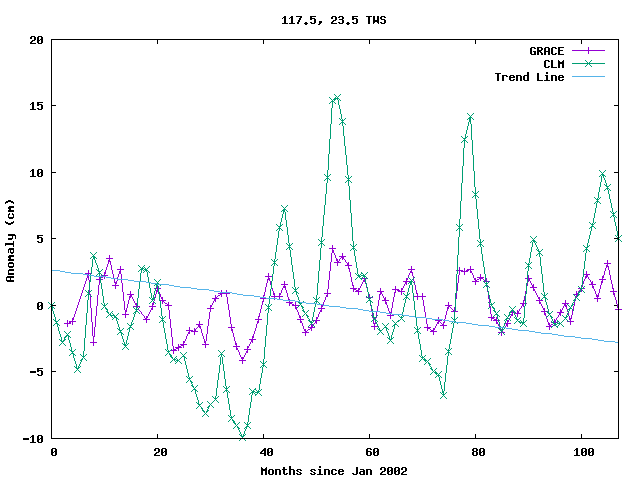 117.5, 23.5 TWS
GRACE
CLM
Trend Line
20
15
10
5
0
-5
-10
Anomaly (cm)
0 20 40 60 80 100
Months since Jan 2002